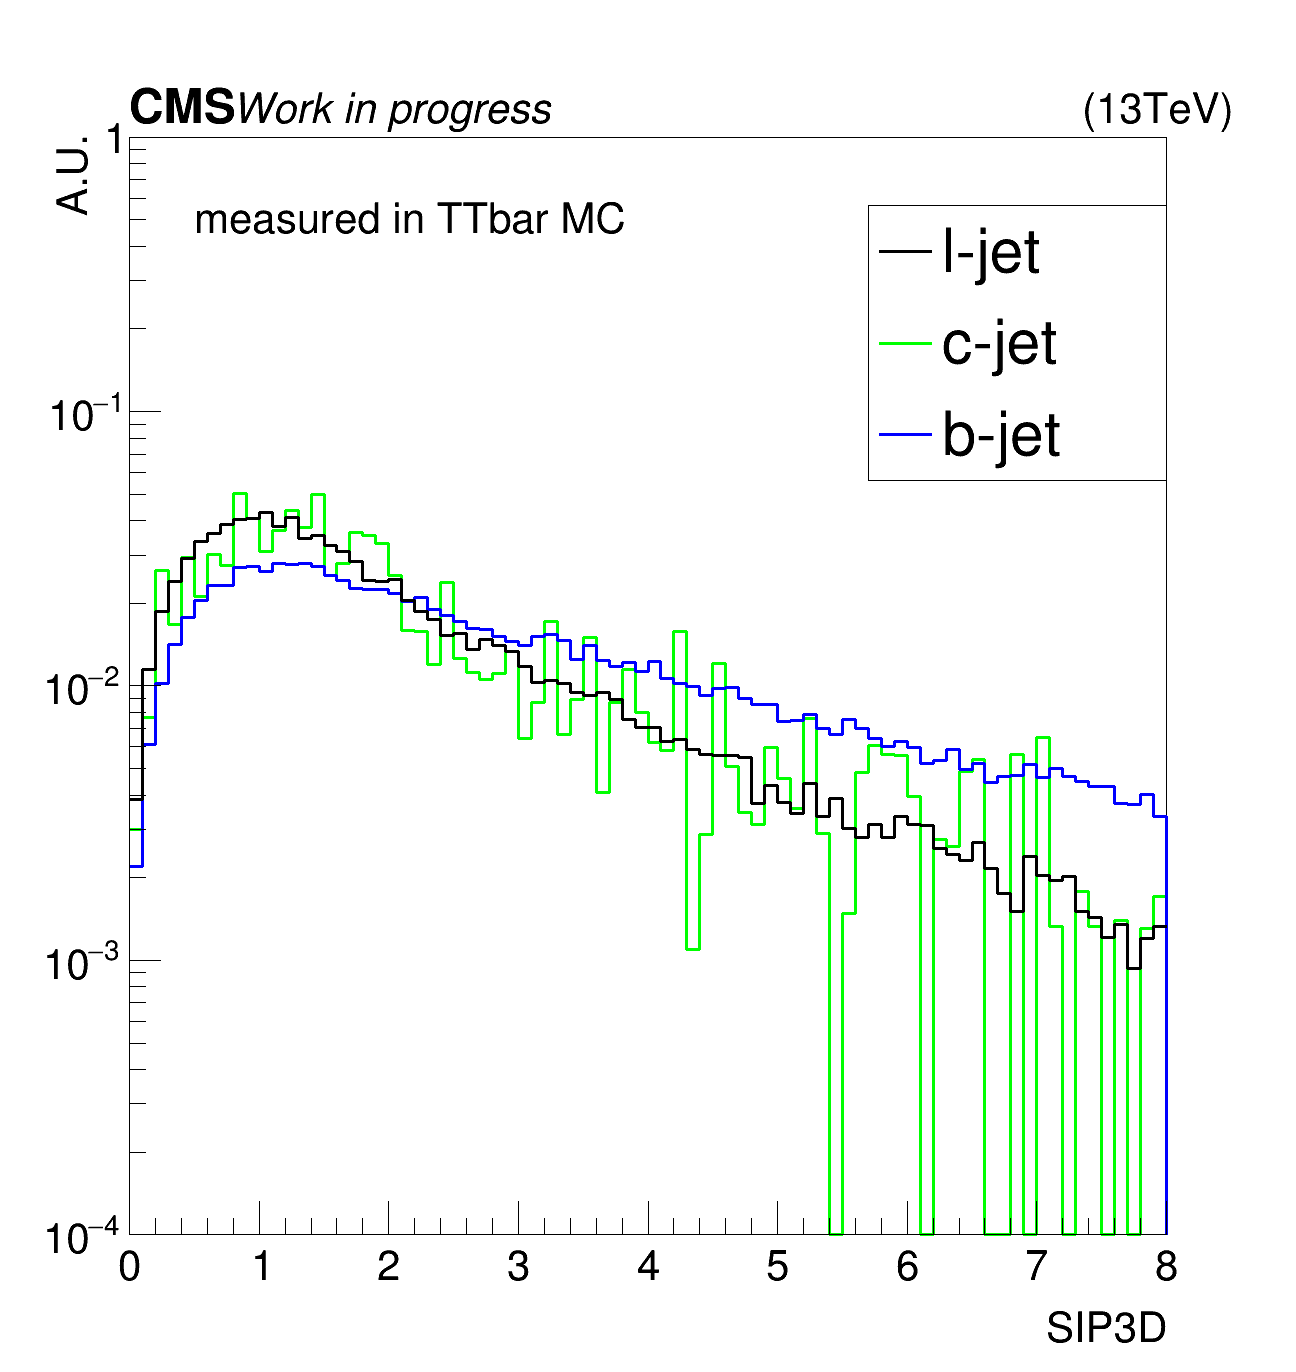 CMS Work in progress (13TeV)
A.U.
measured in TTbar MC
l-jet
c-jet
b-jet
1
10⁻¹
10⁻²
10⁻³
10⁻⁴
0 1 2 3 4 5 6 7 8
SIP3D